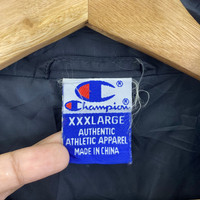 Champion®
XXXLARGE
AUTHENTIC
ATHLETIC APPAREL
MADE IN CHINA